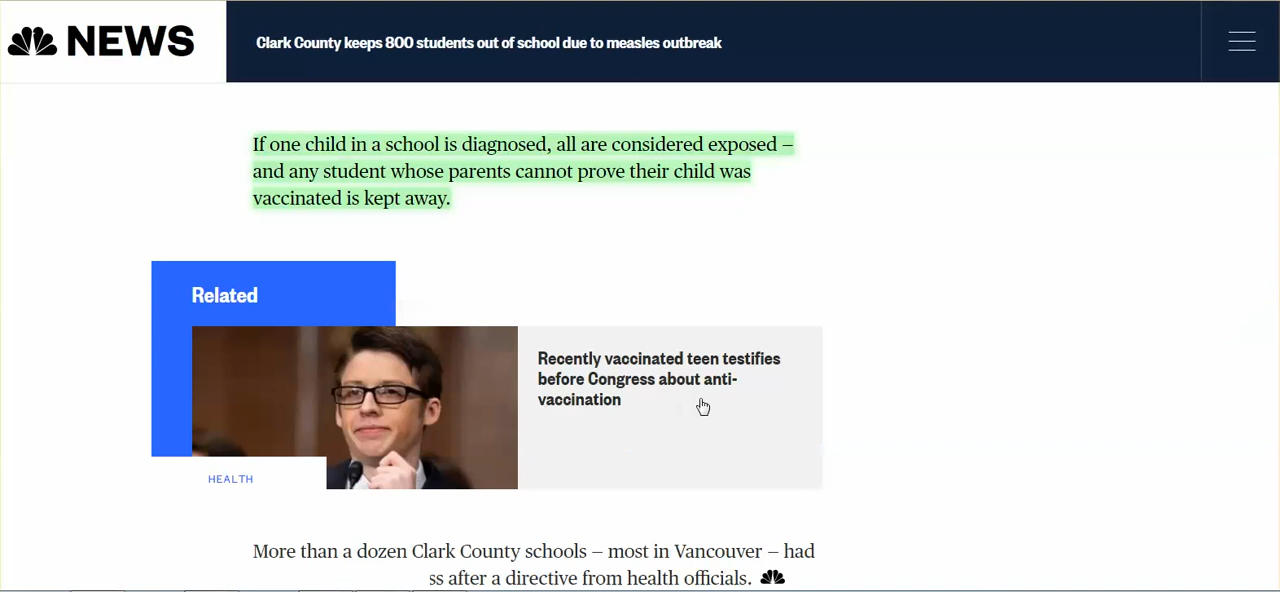 NEWS
Clark County keeps 800 students out of school due to measles outbreak
If one child in a school is diagnosed, all are considered exposed –
and any student whose parents cannot prove their child was
vaccinated is kept away.
Related
Recently vaccinated teen testifies
before Congress about anti-
vaccination
HEALTH
More than a dozen Clark County schools – most in Vancouver – had
ss after a directive from health officials.